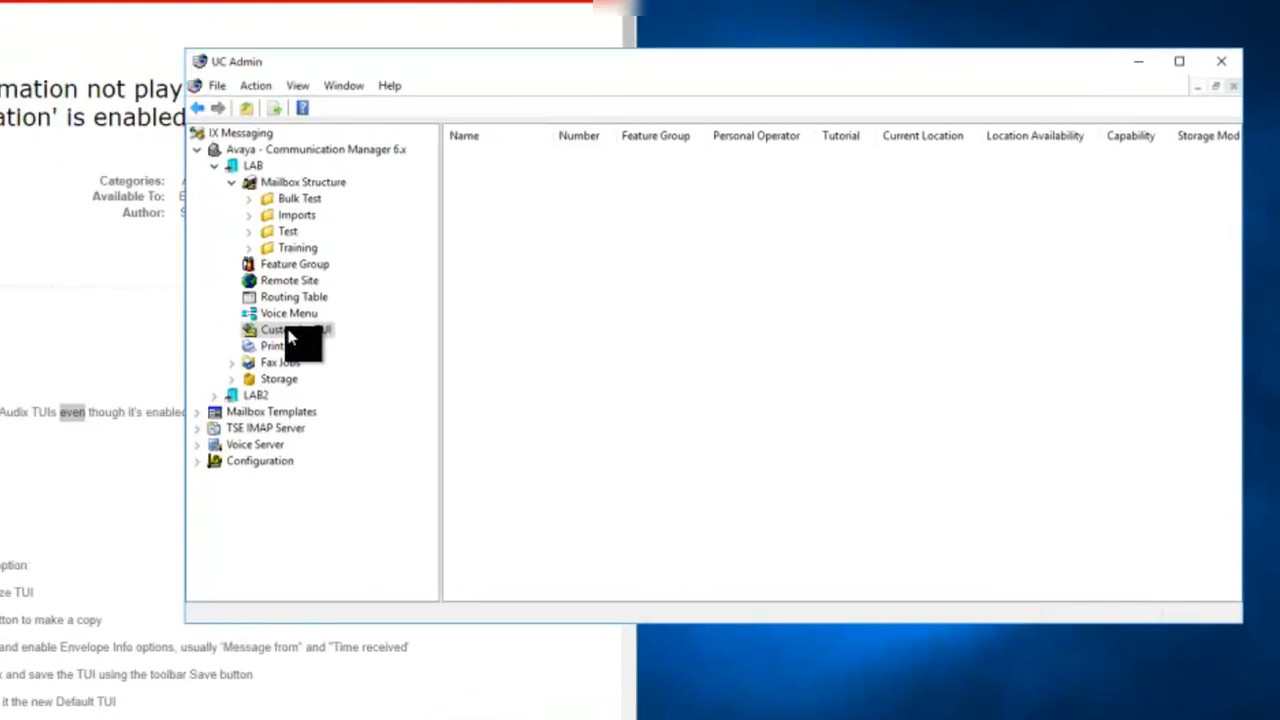 mation not play
ation' is enabled
Categories:
Available To:
Author:
Audix TUIs even though it's enabled
ption:
ze TUI
tton to make a copy
and enable Envelope Info options, usually 'Message from" and "Time received'
x and save the TUI using the toolbar Save button
it the new Default TUI
UC Admin
File Action View Window Help
IX Messaging
Avaya - Communication Manager 6.x
LAB
Mailbox Structure
Bulk Test
Imports
Test
Training
Feature Group
Remote Site
Routing Table
Voice Menu
Print
Fax Jobs
Storage
LAB2
Mailbox Templates
TSE IMAP Server
Voice Server
Configuration
Name Number Feature Group Personal Operator Tutorial Current Location Location Availability Capability Storage Mod